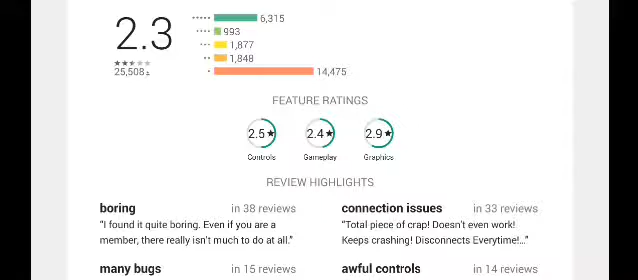 2.3
25,508
6,315
993
1,877
1,848
14,475
FEATURE RATINGS
2.5★ 2.4★ 2.9★
Controls Gameplay Graphics
REVIEW HIGHLIGHTS
boring in 38 reviews
“I found it quite boring. Even if you are a
member, there really isn't much to do at all.”
connection issues in 33 reviews
“Total piece of crap! Doesn't even work!
Keeps crashing! Disconnects Everytime!...”
many bugs in 15 reviews
awful controls in 14 reviews